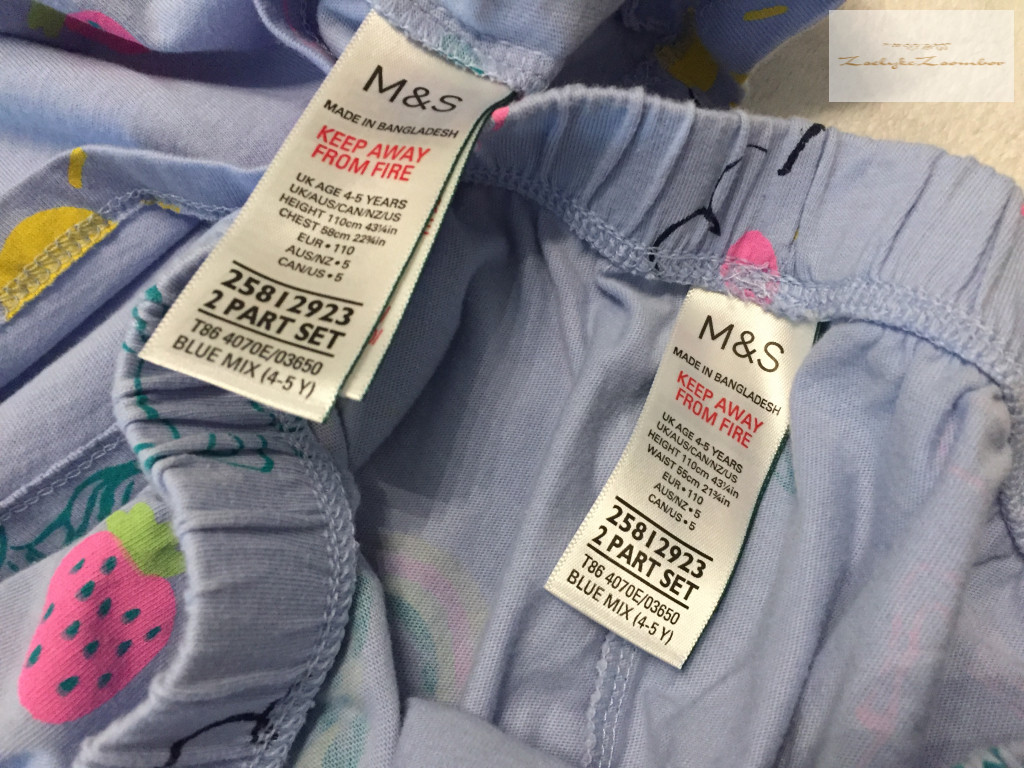 M&S
MADE IN BANGLADESH
KEEP AWAY
FROM FIRE
UK AGE 4-5 YEARS
UK/AUS/CAN/NZ/US
HEIGHT 110cm 43¼in
CHEST 58cm 22¾in
EUR • 110
AUS/NZ • 5
CAN/US • 5
25812923
2 PART SET
T86 4070E/03650
BLUE MIX (4-5 Y)
M&S
MADE IN BANGLADESH
KEEP AWAY
FROM FIRE
UK AGE 4-5 YEARS
UK/AUS/CAN/NZ/US
HEIGHT 110cm 43¼in
WAIST 55cm 21¾in
EUR • 110
AUS/NZ • 5
CAN/US • 5
25812923
2 PART SET
T86 4070E/03650
BLUE MIX (4-5 Y)